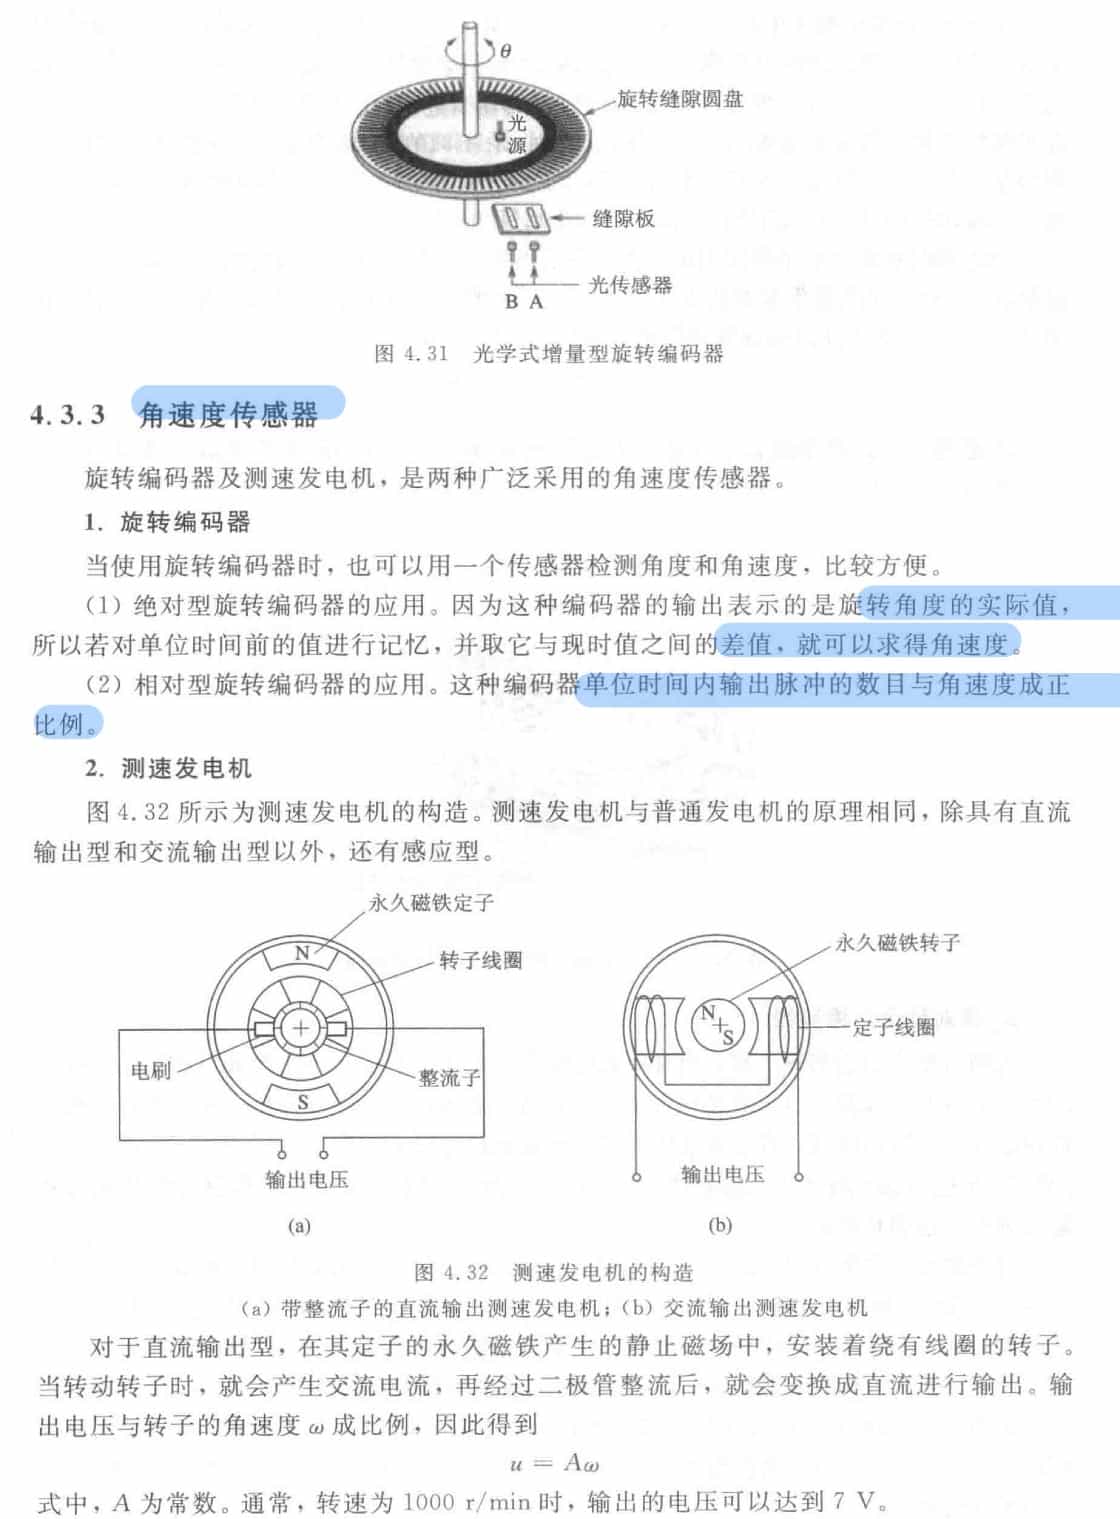 θ
旋转缝隙圆盘
光
源
缝隙板
光传感器
B A
图 4.31 光学式增量型旋转编码器
4.3.3 角速度传感器
旋转编码器及测速发电机，是两种广泛采用的角速度传感器。
1. 旋转编码器
当使用旋转编码器时，也可以用一个传感器检测角度和角速度，比较方便。
（1）绝对型旋转编码器的应用。因为这种编码器的输出表示的是旋转角度的实际值，
所以若对单位时间前的值进行记忆，并取它与现时值之间的差值，就可以求得角速度。
（2）相对型旋转编码器的应用。这种编码器单位时间内输出脉冲的数目与角速度成正
比例。
2. 测速发电机
图 4.32 所示为测速发电机的构造。测速发电机与普通发电机的原理相同，除具有直流
输出型和交流输出型以外，还有感应型。
永久磁铁定子
N
转子线圈
电刷
整流子
S
输出电压
(a)
永久磁铁转子
N
S
定子线圈
输出电压
(b)
图 4.32 测速发电机的构造
（a）带整流子的直流输出测速发电机；（b）交流输出测速发电机
对于直流输出型，在其定子的永久磁铁产生的静止磁场中，安装着绕有线圈的转子。
当转动转子时，就会产生交流电流，再经过二极管整流后，就会变换成直流进行输出。输
出电压与转子的角速度 ω 成比例，因此得到
u = Aω
式中，A 为常数。通常，转速为 1000 r/min 时，输出的电压可以达到 7 V。